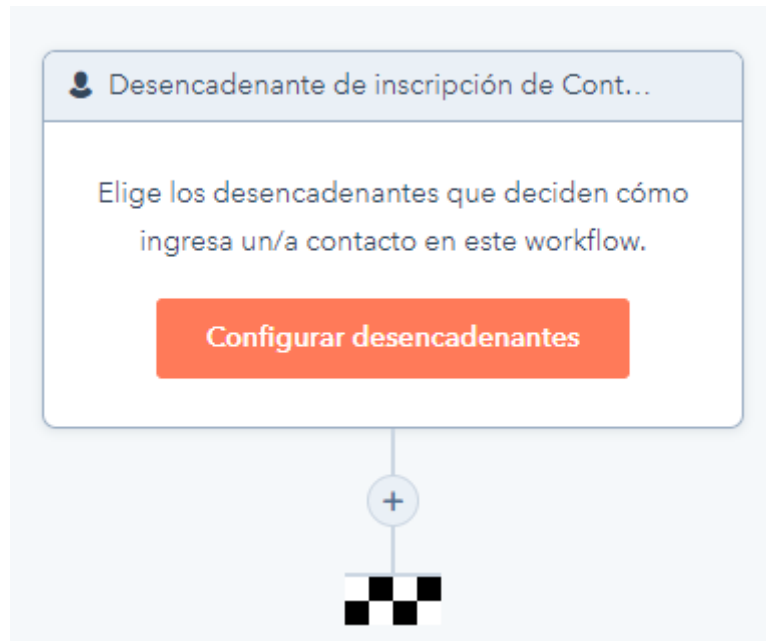 Desencadenante de inscripción de Cont...
Elige los desencadenantes que deciden cómo
ingresa un/a contacto en este workflow.
Configurar desencadenantes
+